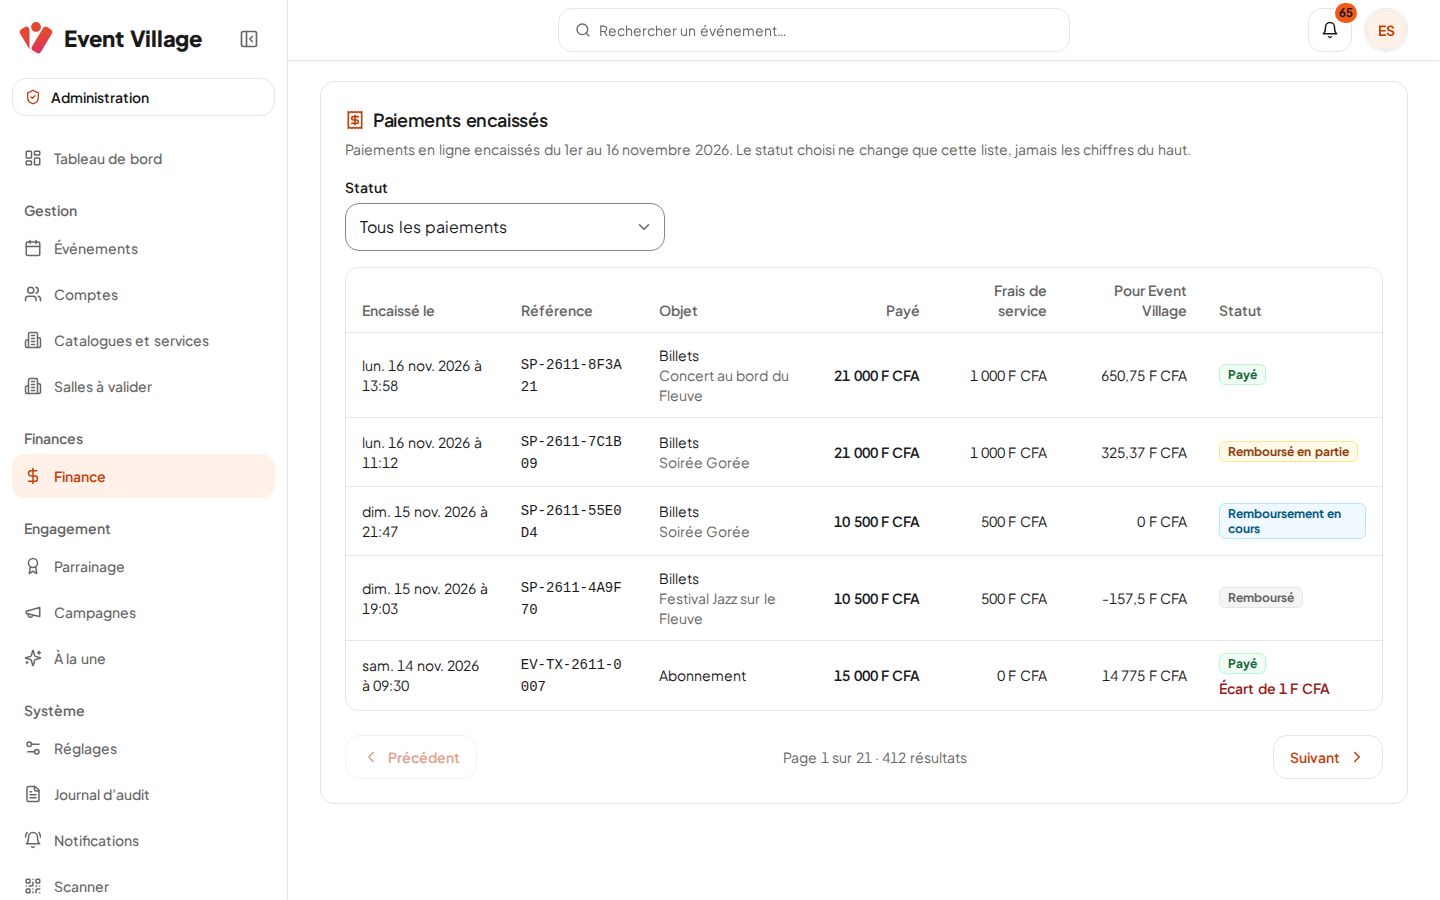 Event Village
Administration
Tableau de bord
Gestion
Événements
Comptes
Catalogues et services
Salles à valider
Finances
Finance
Engagement
Parrainage
Campagnes
À la une
Système
Réglages
Journal d’audit
Notifications
Scanner
Rechercher un événement…
65
ES
Paiements encaissés
Paiements en ligne encaissés du 1er au 16 novembre 2026. Le statut choisi ne change que cette liste, jamais les chiffres du haut.
Statut
Tous les paiements
Encaissé le
Référence
Objet
Payé
Frais de
service
Pour Event
Village
Statut
lun. 16 nov. 2026 à
13:58
SP-2611-8F3A
21
Billets
Concert au bord du
Fleuve
21 000 F CFA
1 000 F CFA
650,75 F CFA
Payé
lun. 16 nov. 2026 à
11:12
SP-2611-7C1B
09
Billets
Soirée Gorée
21 000 F CFA
1 000 F CFA
325,37 F CFA
Remboursé en partie
dim. 15 nov. 2026 à
21:47
SP-2611-55E0
D4
Billets
Soirée Gorée
10 500 F CFA
500 F CFA
0 F CFA
Remboursement en
cours
dim. 15 nov. 2026 à
19:03
SP-2611-4A9F
70
Billets
Festival Jazz sur le
Fleuve
10 500 F CFA
500 F CFA
-157,5 F CFA
Remboursé
sam. 14 nov. 2026
à 09:30
EV-TX-2611-0
007
Abonnement
15 000 F CFA
0 F CFA
14 775 F CFA
Payé
Écart de 1 F CFA
Précédent
Page 1 sur 21 · 412 résultats
Suivant